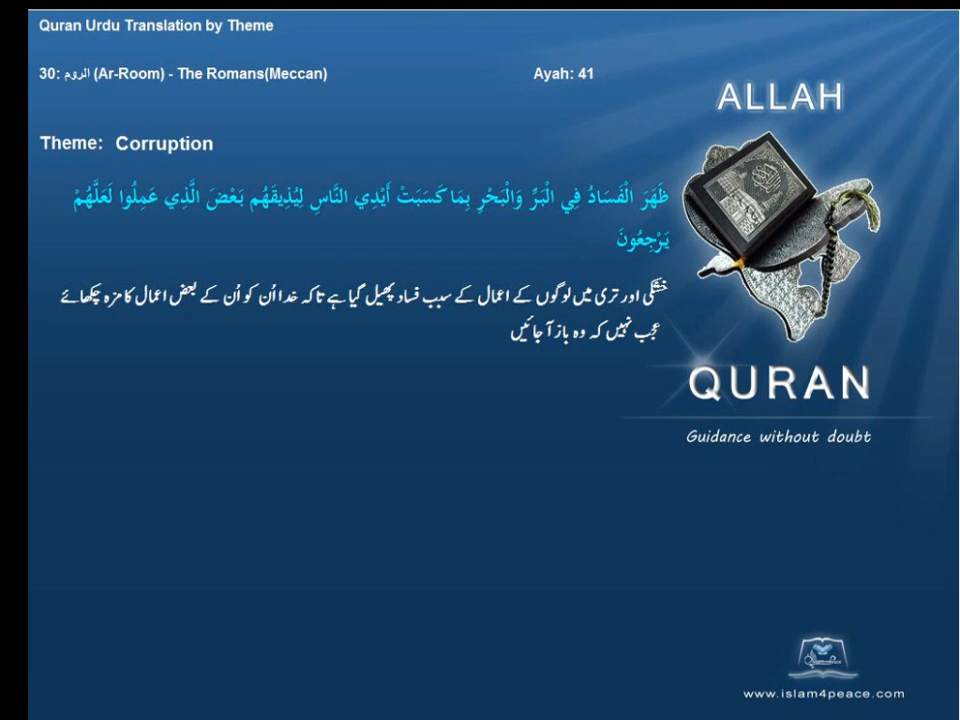 Quran Urdu Translation by Theme
30: الروم (Ar-Room) - The Romans(Meccan) Ayah: 41
Theme: Corruption
ظَهَرَ الْفَسَادُ فِي الْبَرِّ وَالْبَحْرِ بِمَا كَسَبَتْ أَيْدِي النَّاسِ لِيُذِيقَهُم بَعْضَ الَّذِي عَمِلُوا لَعَلَّهُمْ
يَرْجِعُونَ
خشکی اور تری میں لوگوں کے اعمال کے سبب فساد پھیل گیا ہے تاکہ خدا اُن کو اُن کے بعض اعمال کا مزہ چکھائے
عجب نہیں کہ وہ باز آ جائیں
ALLAH
QURAN
Guidance without doubt
www.islam4peace.com